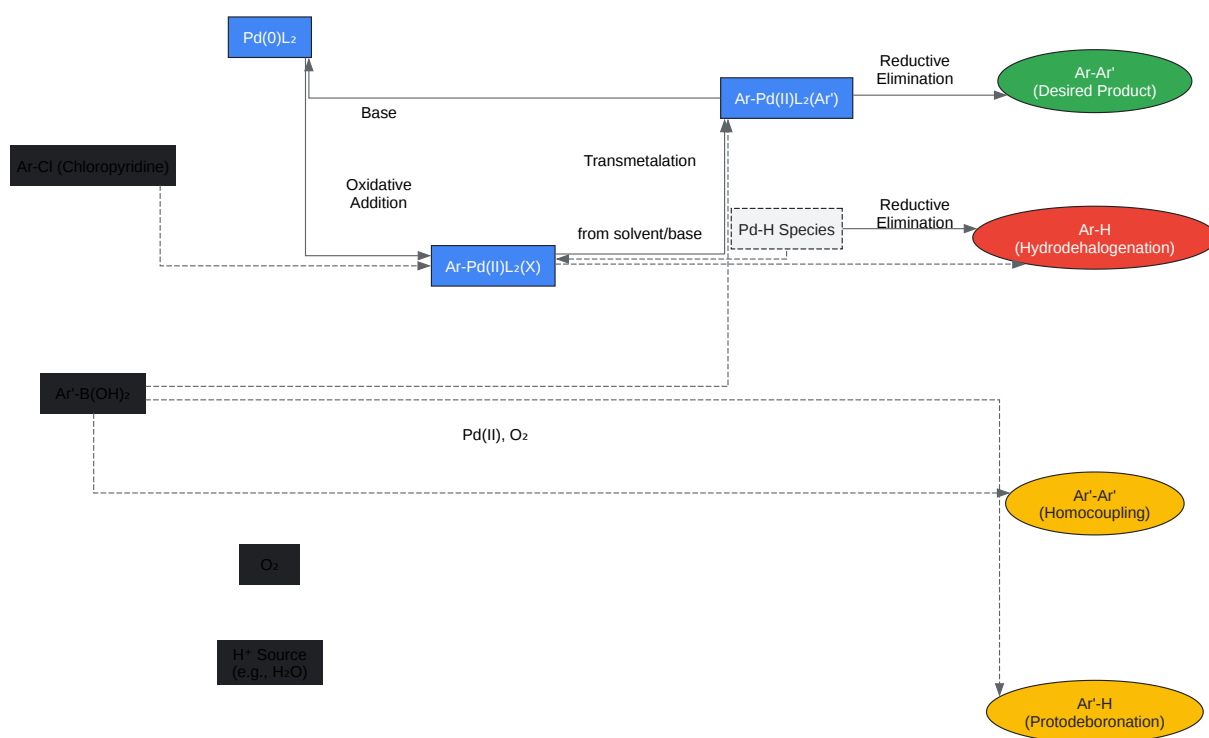 Pd(0)L₂
Reductive
Elimination
Ar-Ar'
(Desired Product)
Ar-Pd(II)L₂(Ar')
Base
Ar-Cl (Chloropyridine)
Transmetalation
Oxidative
Addition
Reductive
Elimination
Pd-H Species
from solvent/base
Ar-H
(Hydrodehalogenation)
Ar-Pd(II)L₂(X)
Ar'-B(OH)₂
Pd(II), O₂
Ar'-Ar'
(Homocoupling)
O₂
H⁺ Source
(e.g., H₂O)
Ar'-H
(Protodeboronation)